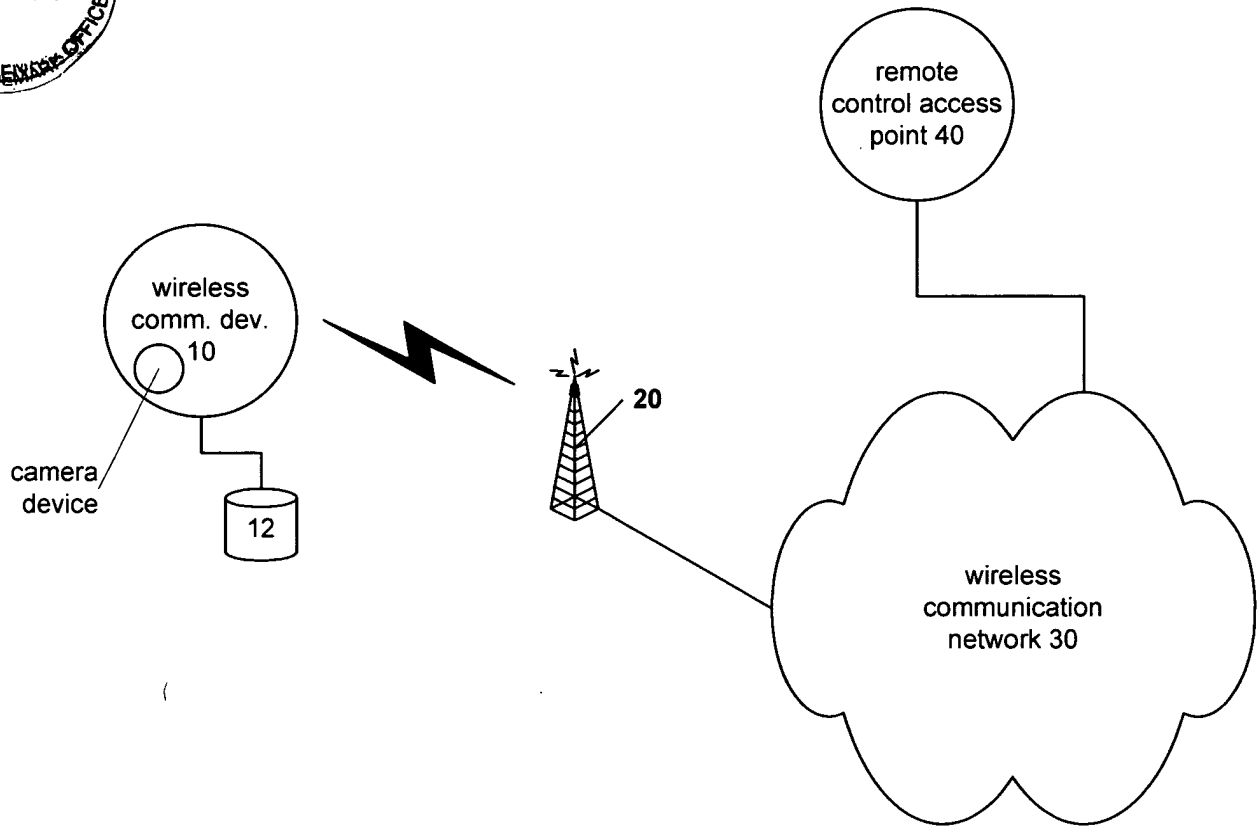 remote
control access
point 40
wireless
comm. dev.
10
camera
device
12
20
wireless
communication
network 30